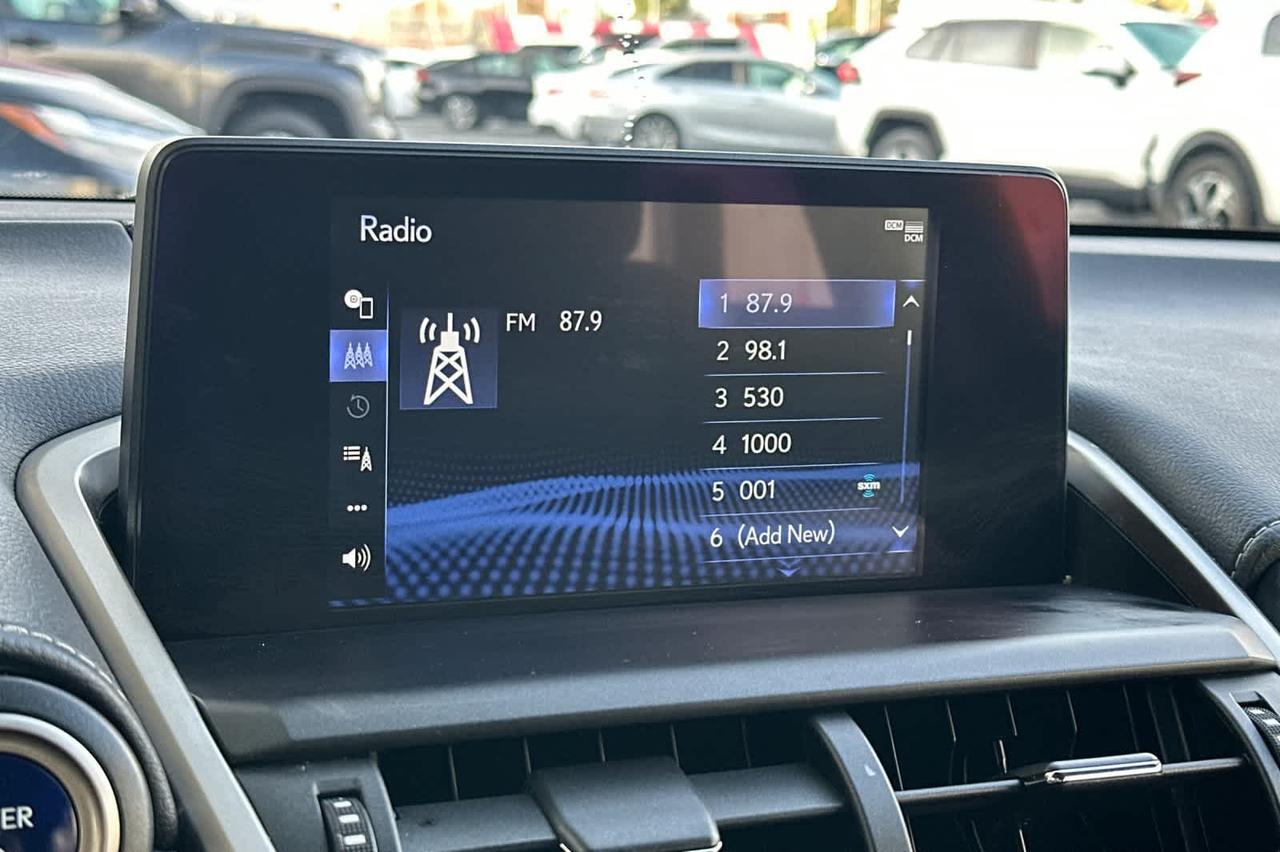 Radio
DCM
DCM
FM 87.9
1 87.9
2 98.1
3 530
4 1000
5 001 sxm
6 (Add New)
ER